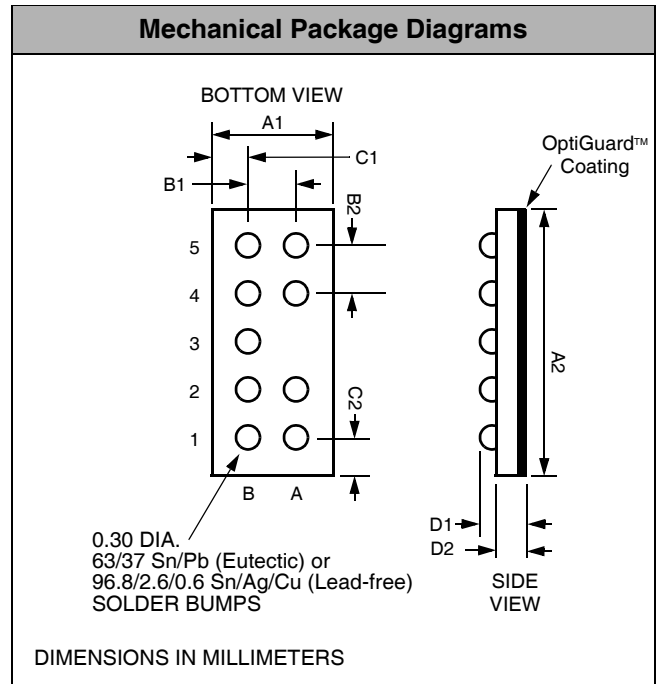 Mechanical Package Diagrams
BOTTOM VIEW
A1
C1
B1
B2
OptiGuard™
Coating
5
4
3
2
1
C2
A2
B A
D1
D2
0.30 DIA.
63/37 Sn/Pb (Eutectic) or
96.8/2.6/0.6 Sn/Ag/Cu (Lead-free)
SOLDER BUMPS
SIDE
VIEW
DIMENSIONS IN MILLIMETERS